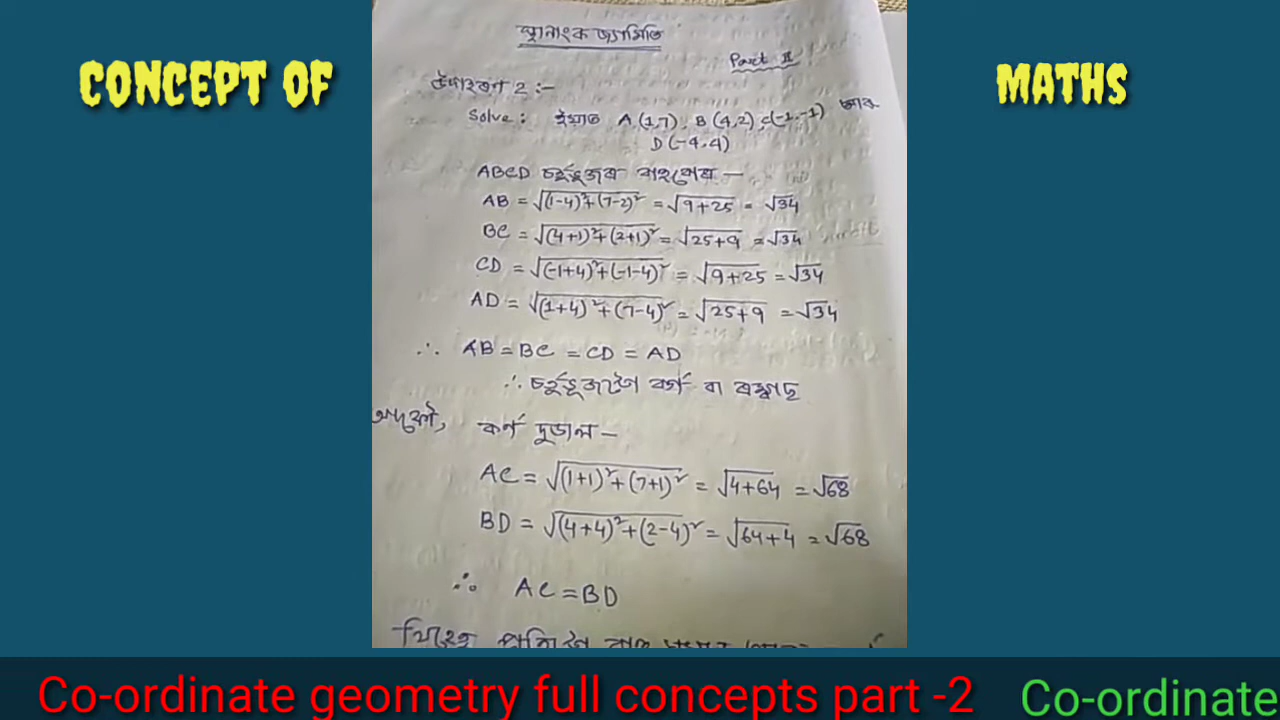 CONCEPT OF
MATHS
স্থানাংক জ্যামিতি
Part II
উদাহৰণ 2 :-
Solve : ইয়াত A(1,7), B(4,2), C(-1,-1) আৰু
D(-4,4)
ABCD চতুৰ্ভুজৰ বাহুবোৰ —
AB = √(1-4)²+(7-2)² = √9+25 = √34
BC = √(4+1)²+(2+1)² = √25+9 = √34
CD = √(-1+4)²+(-1-4)² = √9+25 = √34
AD = √(1+4)²+(7-4)² = √25+9 = √34
∴ AB = BC = CD = AD
∴ চতুৰ্ভুজটো বৰ্গ বা ৰম্বাছ
আকৌ, কৰ্ণ দুডাল —
AC = √(1+1)²+(7+1)² = √4+64 = √68
BD = √(4+4)²+(2-4)² = √64+4 = √68
∴ AC = BD
যিহেতু প্ৰতিটো বাহু
Co-ordinate geometry full concepts part -2
Co-ordinate